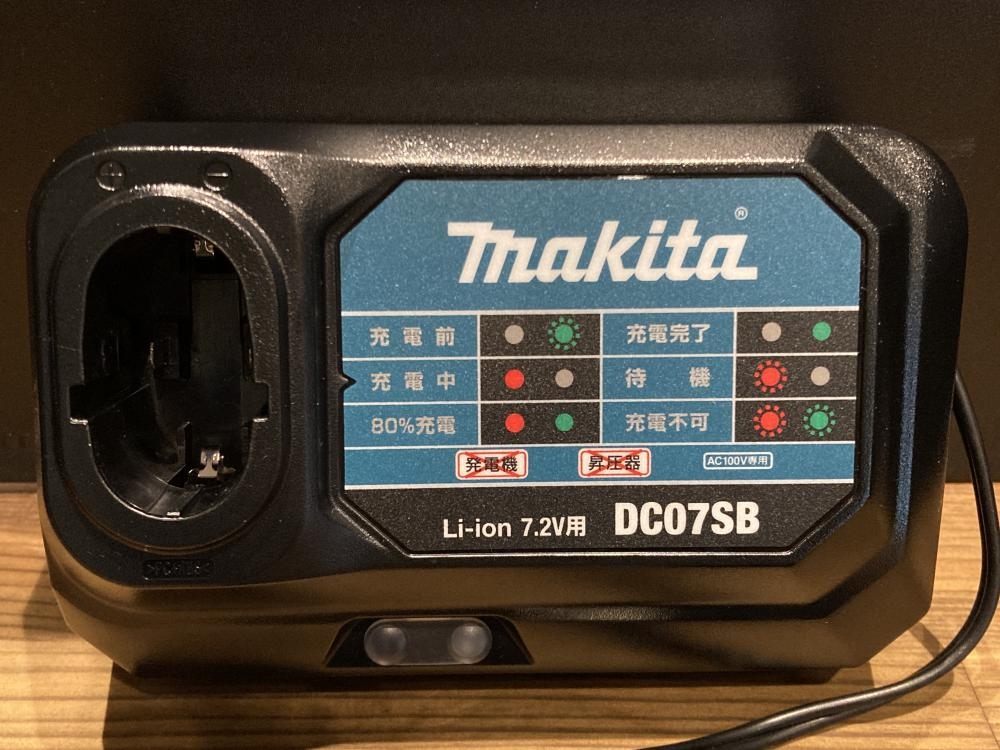 makita®
充電前 充電完了
充電中 待機
80%充電 充電不可
発電機 昇圧器 AC100V専用
Li-ion 7.2V用 DC07SB